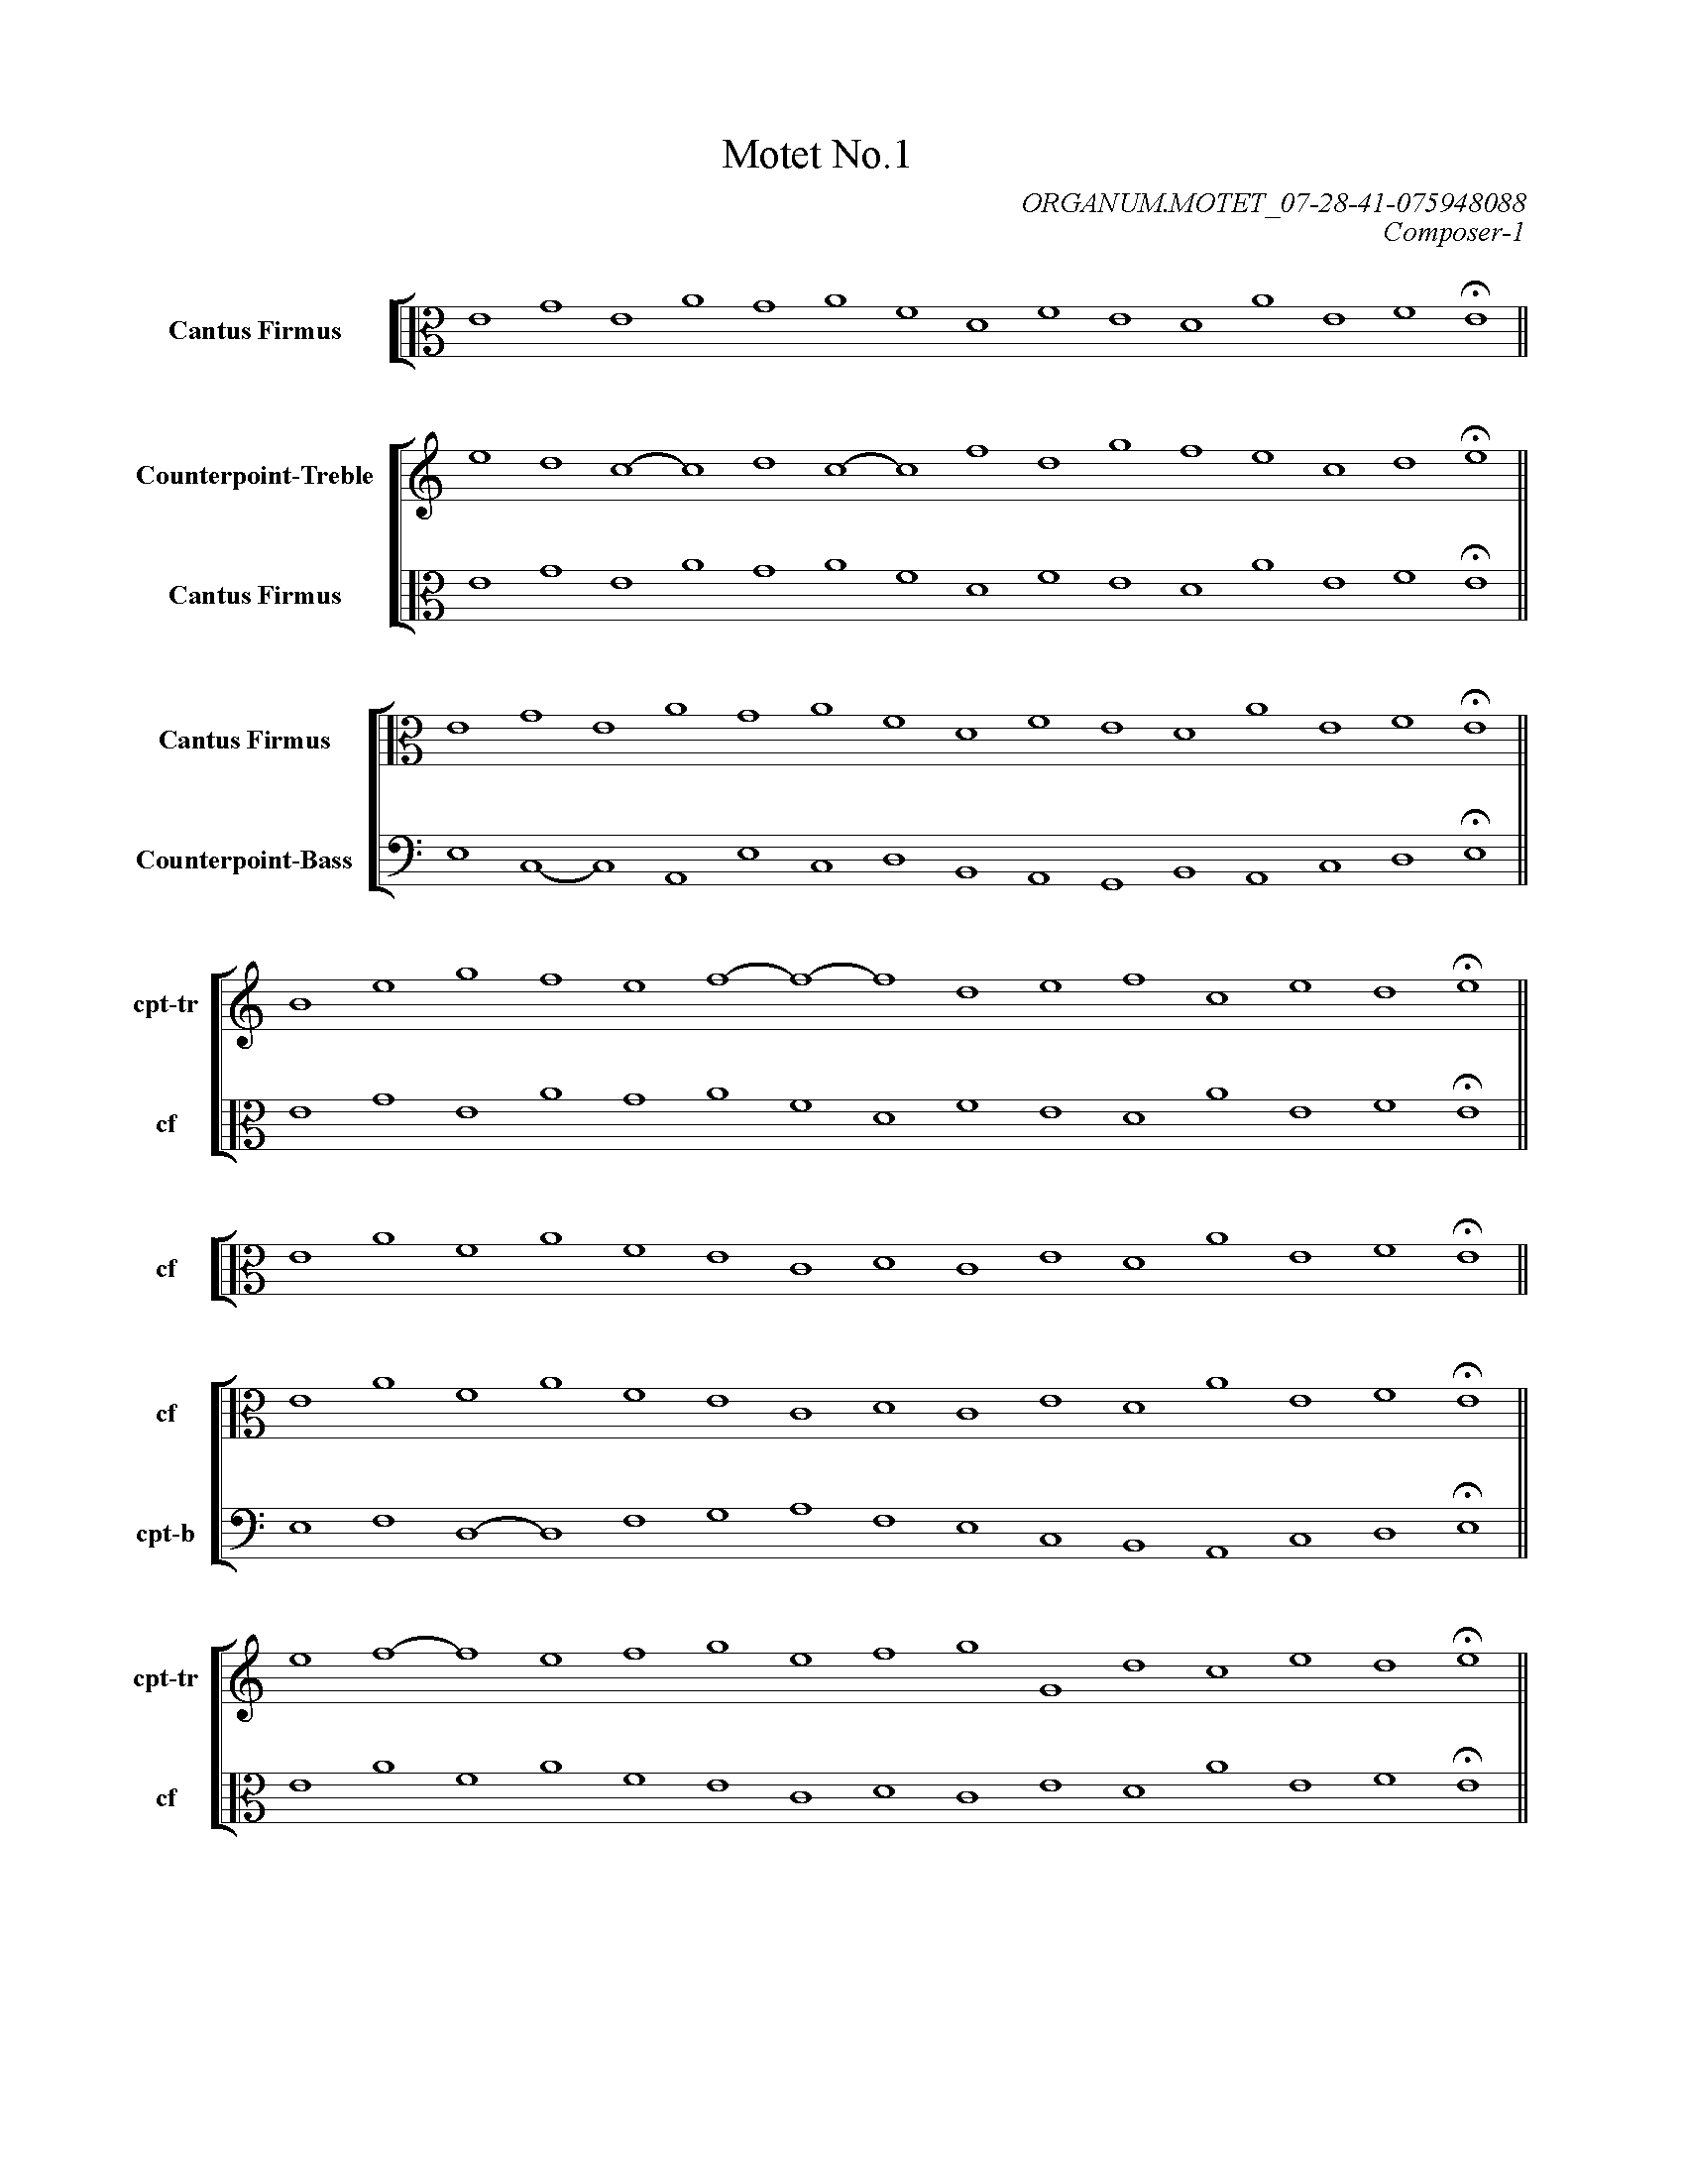 Motet No.1
ORGANUM.MOTET_07-28-41-075948088
Composer-1
Cantus Firmus
Counterpoint-Treble
Cantus Firmus
Cantus Firmus
Counterpoint-Bass
cpt-tr
cf
cf
cf
cpt-b
cpt-tr
cf